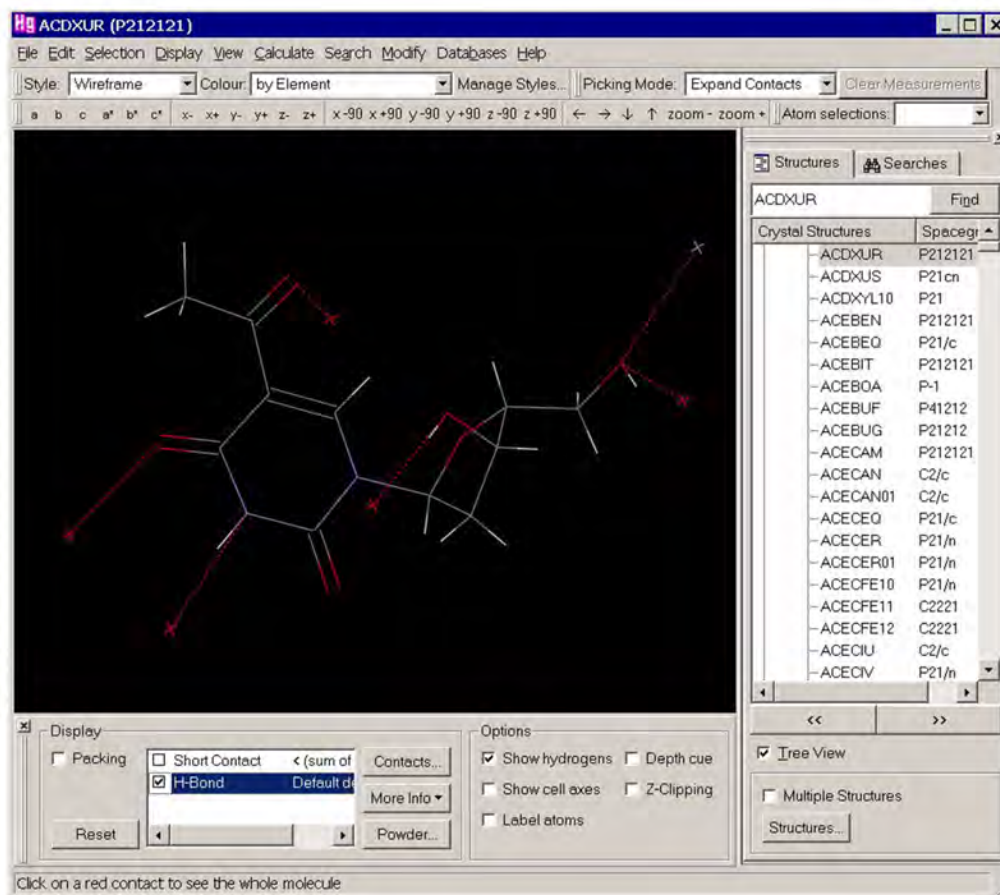 Hg ACDXUR (P212121)
File Edit Selection Display View Calculate Search Modify Databases Help
Style: Wireframe Colour: by Element Manage Styles... Picking Mode: Expand Contacts Clear Measurements
a b c a* b* c* x- x+ y- y+ z- z+ x-90 x+90 y-90 y+90 z-90 z+90 ← → ↓ ↑ zoom- zoom+ Atom selections:
Structures Searches
ACDXUR Find
Crystal Structures Spacegr
ACDXUR P212121
ACDXUS P21cn
ACDXYL10 P21
ACEBEN P212121
ACEBEQ P21/c
ACEBIT P212121
ACEBOA P-1
ACEBUF P41212
ACEBUG P21212
ACECAM P212121
ACECAN C2/c
ACECAN01 C2/c
ACECEQ P21/c
ACECER P21/n
ACECER01 P21/n
ACECFE10 P21/n
ACECFE11 C2221
ACECFE12 C2221
ACECIU C2/c
ACECIV P21/n
<< >>
Tree View
Multiple Structures
Structures...
Display
Packing
Short Contact < (sum of
H-Bond Default de
Reset
Contacts...
More Info
Powder...
Options
Show hydrogens Depth cue
Show cell axes Z-Clipping
Label atoms
Click on a red contact to see the whole molecule